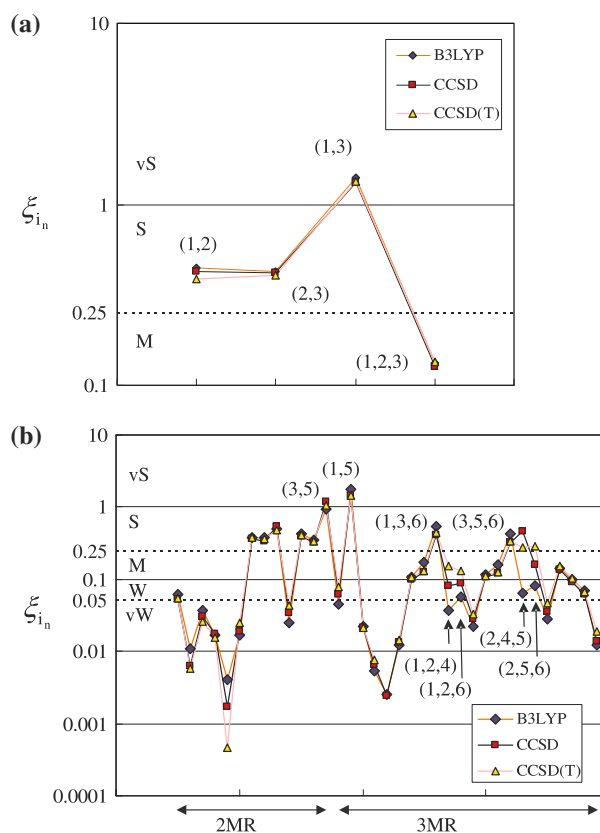 (a)
10
B3LYP
CCSD
CCSD(T)
(1,3)
vS
1
ξin
S
(1,2)
(2,3)
0.25
M
(1,2,3)
0.1
(b)
10
vS
(3,5)
(1,5)
1
S
(1,3,6)
(3,5,6)
0.25
M
0.1
W
0.05
vW
ξin
(2,4,5)
(1,2,4)
(2,5,6)
(1,2,6)
0.01
0.001
B3LYP
CCSD
CCSD(T)
0.0001
2MR
3MR